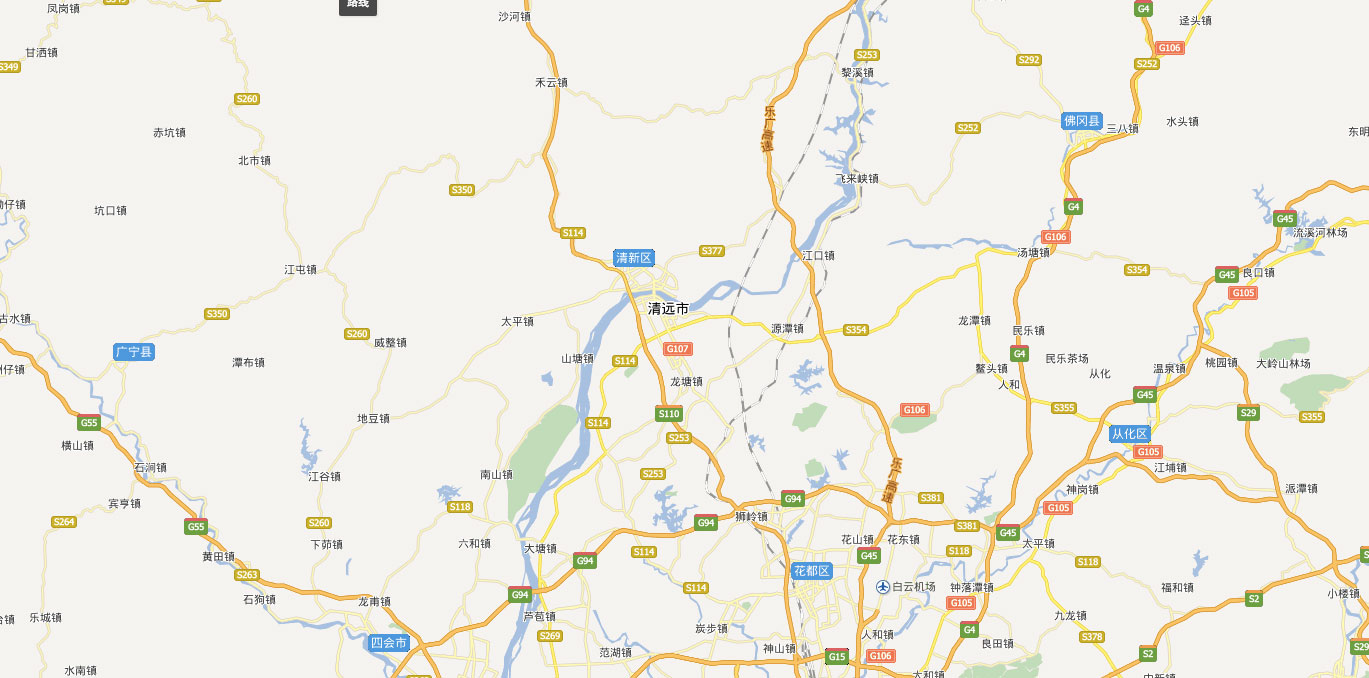 凤岗镇
S349
路线
沙河镇
G4
迳头镇
甘洒镇
S349
禾云镇
S253
黎溪镇
S292
G106
S252
S260
乐广高速
赤坑镇
S252
佛冈县
三八镇
水头镇
东明
北市镇
S350
飞来峡镇
坑口镇
G4
G45
流溪河林场
S114
清新区
S377
G106
江口镇
汤塘镇
江屯镇
S354
G45
良口镇
G105
古水镇
S350
太平镇
清远市
源潭镇
S354
龙潭镇
民乐镇
S260
威整镇
广宁县
潭布镇
山塘镇
S114
G107
G4
民乐茶场
从化
温泉镇
桃园镇
大岭山林场
鳌头镇
人和
龙塘镇
G45
G55
地豆镇
S114
S110
G106
S355
S29
S355
横山镇
S253
从化区
G105
石涧镇
江谷镇
南山镇
S253
乐广高速
江埔镇
神岗镇
派潭镇
宾亨镇
S118
G94
S381
G105
S264
G55
S260
G94
狮岭镇
S381
G45
下茆镇
六和镇
大塘镇
S114
花山镇
花东镇
太平镇
黄田镇
G94
G45
S118
S118
S263
花都区
白云机场
钟落潭镇
福和镇
石狗镇
龙甫镇
G94
S114
G105
S2
小楼镇
乐城镇
芦苞镇
九龙镇
四会市
S269
炭步镇
人和镇
G4
良田镇
S378
范湖镇
神山镇
G15
G106
S2
S29
水南镇
太和镇
中新镇